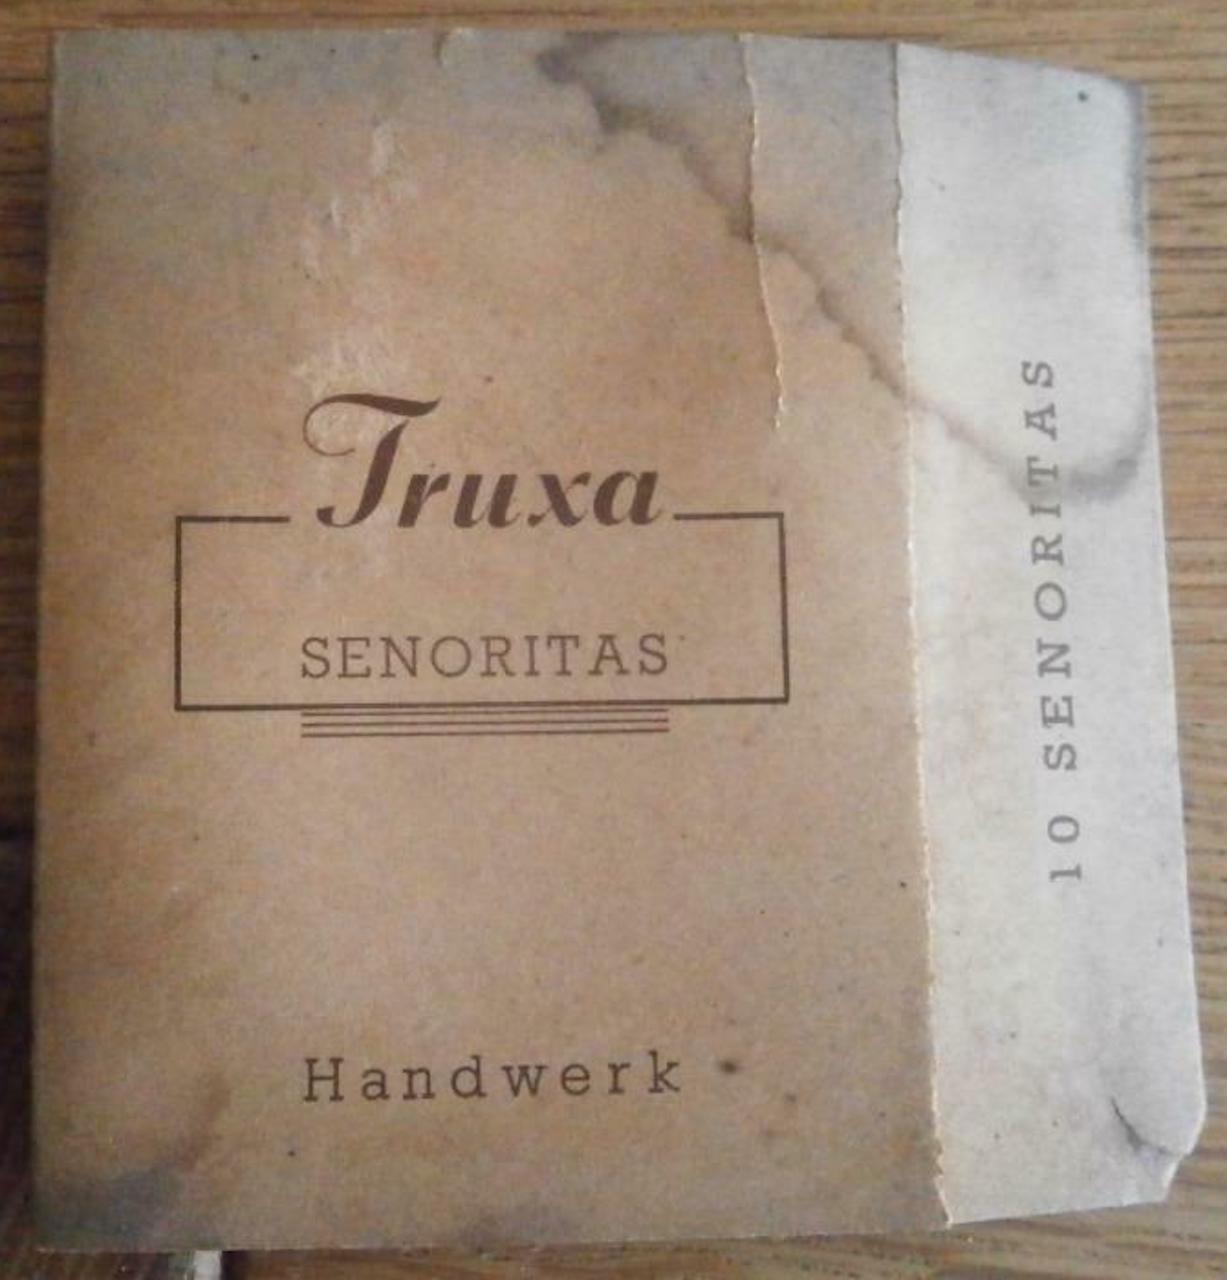 Truxa
SENORITAS
Handwerk
10 SENORITAS